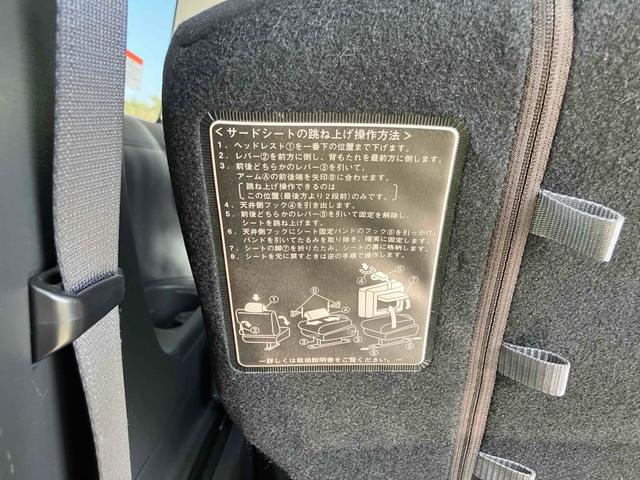 ＜サードシートの跳ね上げ操作方法＞
1. ヘッドレスト①を一番下の位置まで下げます。
2. レバー②を前方に倒し、背もたれを最前方に倒します。
3. 前後どちらかのレバー③を引いて、
アームⒶの前後端を矢印Ⓑに合わせます。
［跳ね上げ操作できるのは
この位置(最後方より2段前)のみです。］
4. 天井側フック④を引き出します。
5. 前後どちらかのレバー⑤を引いて固定を解除し、
シートを跳ね上げます。
6. 天井側フックにシート固定バンドのフック⑥を引っかけ、
バンドを引いてたるみを取り除き、確実に固定します。
7. シートの脚⑦を折りたたみ、シートの裏に格納します。
8. シートを元に戻すときは逆の手順で操作します。
ー詳しくは取扱説明書をご覧ください。ー